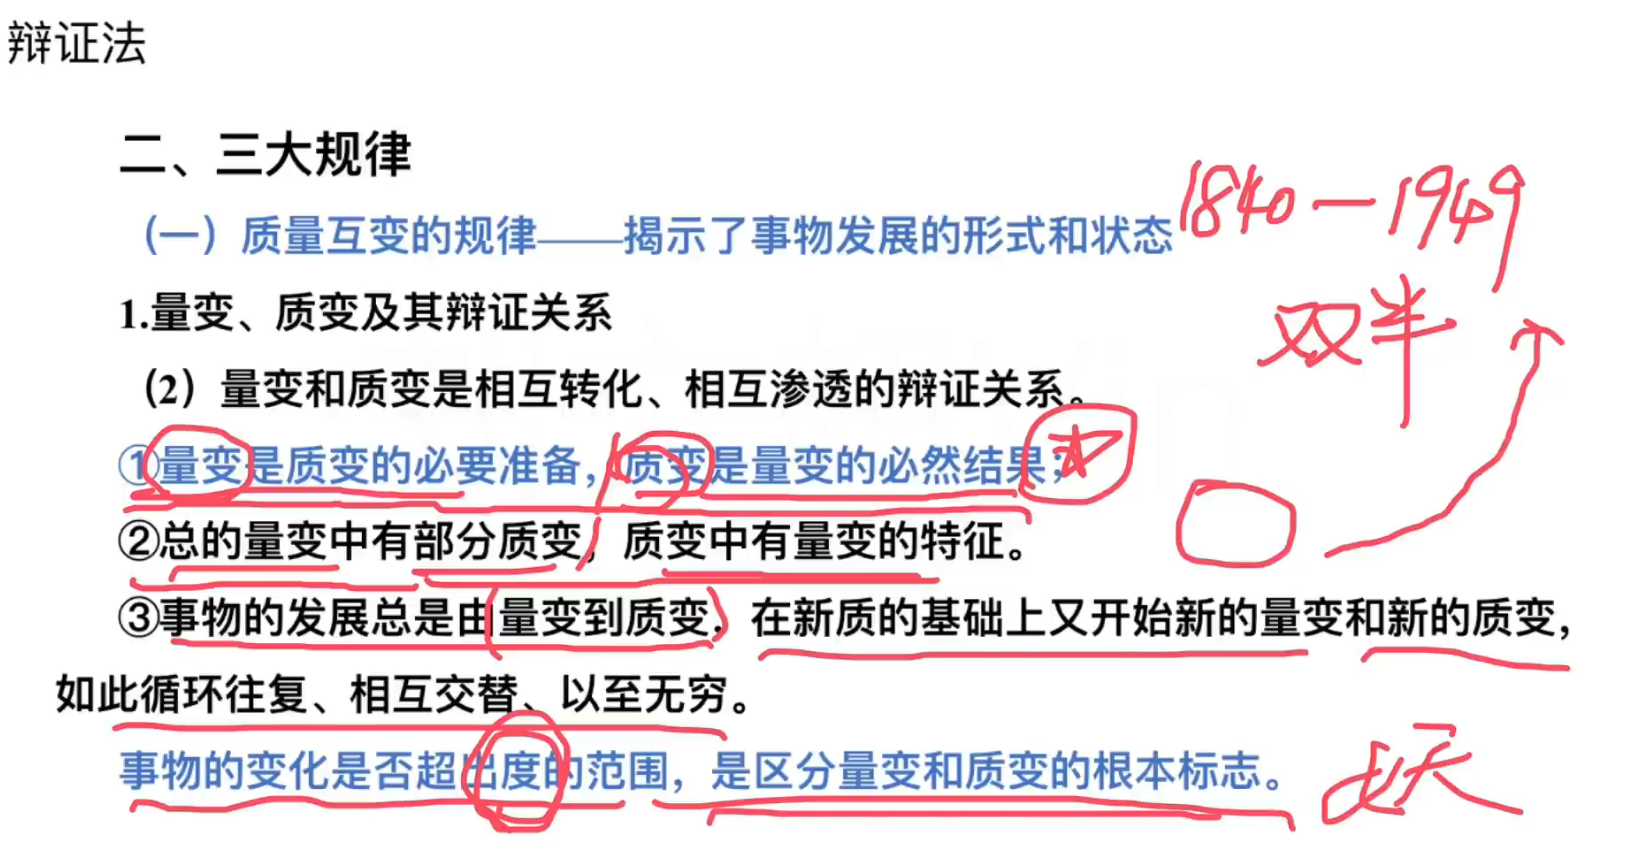 辩证法
二、三大规律
（一）质量互变的规律——揭示了事物发展的形式和状态
1840—1949
1.量变、质变及其辩证关系
双半
（2）量变和质变是相互转化、相互渗透的辩证关系。
①量变是质变的必要准备，质变是量变的必然结果；
②总的量变中有部分质变，质变中有量变的特征。
③事物的发展总是由量变到质变，在新质的基础上又开始新的量变和新的质变，
如此循环往复、相互交替、以至无穷。
事物的变化是否超出度的范围，是区分量变和质变的根本标志。